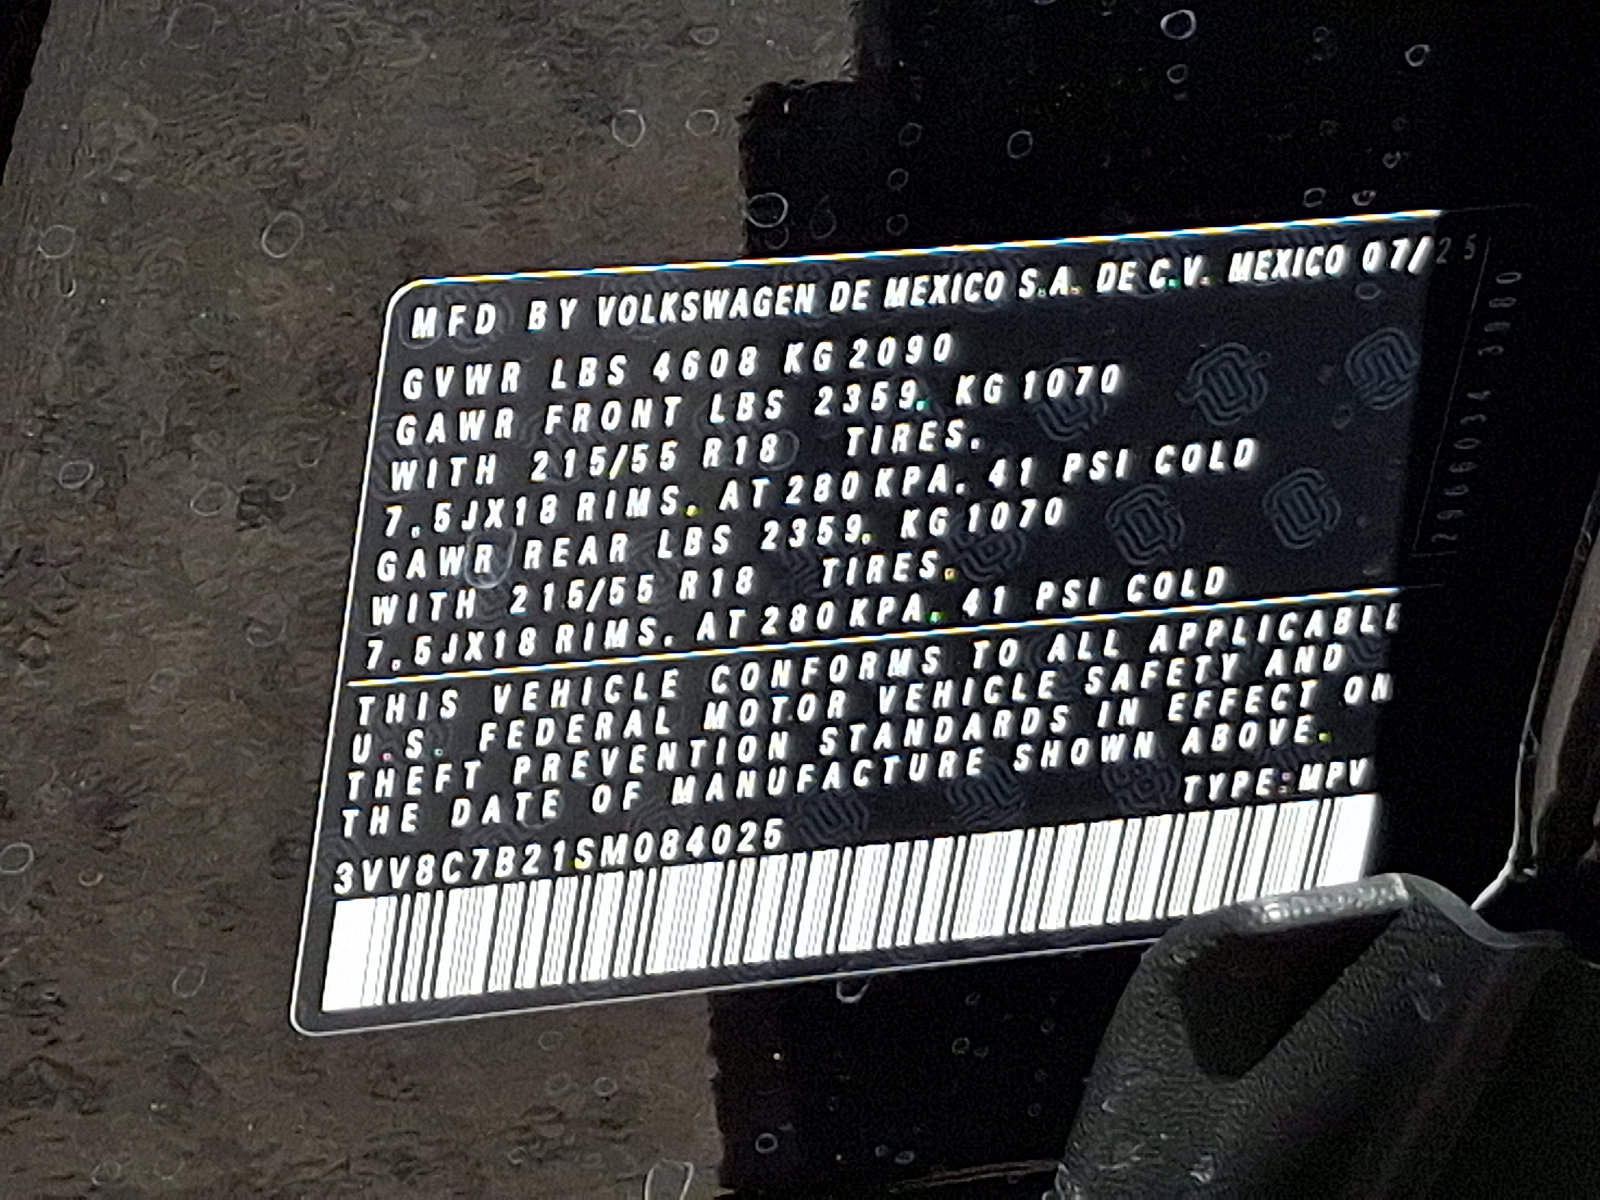 MFD BY VOLKSWAGEN DE MEXICO S.A. DE C.V. MEXICO 07/25
GVWR LBS 4608 KG 2090
GAWR FRONT LBS 2359. KG 1070
WITH 215/55 R18 TIRES.
7.5JX18 RIMS. AT 280 KPA. 41 PSI COLD
GAWR REAR LBS 2359. KG 1070
WITH 215/55 R18 TIRES.
7.5JX18 RIMS. AT 280 KPA. 41 PSI COLD
THIS VEHICLE CONFORMS TO ALL APPLICABLE
U.S. FEDERAL MOTOR VEHICLE SAFETY AND
THEFT PREVENTION STANDARDS IN EFFECT ON
THE DATE OF MANUFACTURE SHOWN ABOVE.
TYPE:MPV
3VV8C7B21SM084025